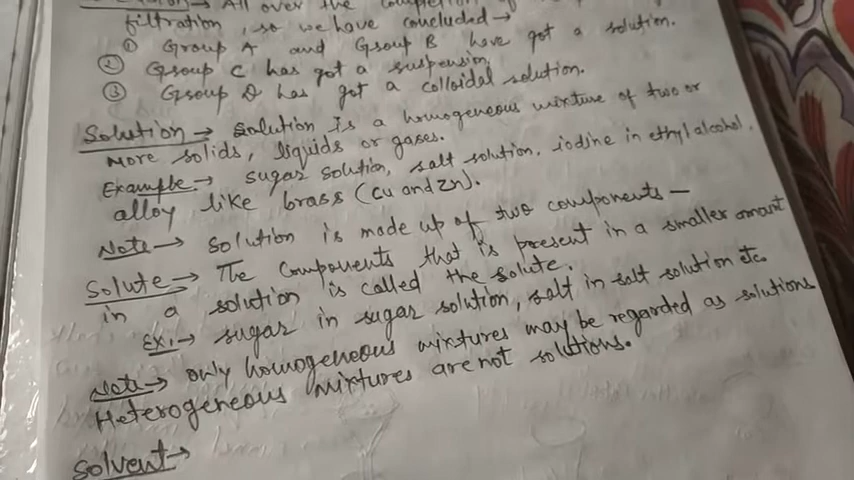 All over the completion of
filtration, so we have concluded →
① Group A and Group B have got a solution.
② Group C has got a suspension.
③ Group D has got a colloidal solution.
Solution → Solution is a homogeneous mixture of two or
more solids, liquids or gases.
Example → sugar solution, salt solution, iodine in ethyl alcohol,
alloy like brass (Cu and Zn).
Note → Solution is made up of two components —
Solute → The components that is present in a smaller amount
in a solution is called the solute.
Ex, → sugar in sugar solution, salt in salt solution etc.
Note → only homogeneous mixtures may be regarded as solutions
Heterogeneous mixtures are not solutions.
Solvent →